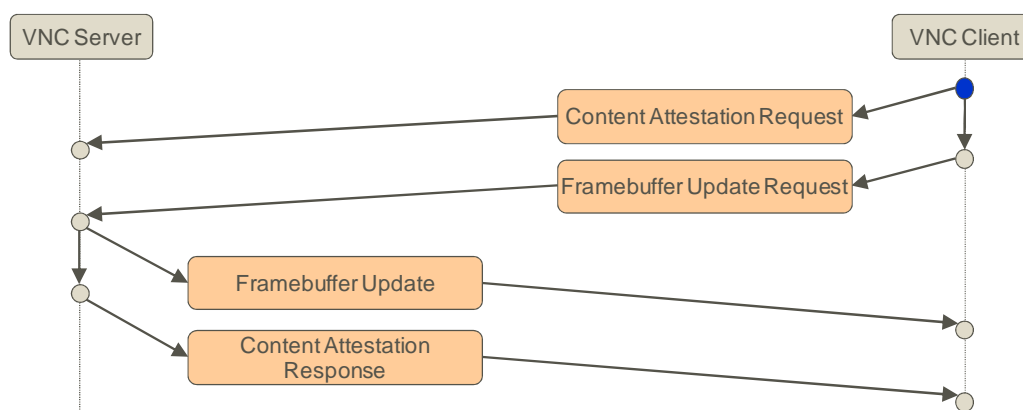 VNC Server
VNC Client
Content Attestation Request
Framebuffer Update Request
Framebuffer Update
Content Attestation
Response